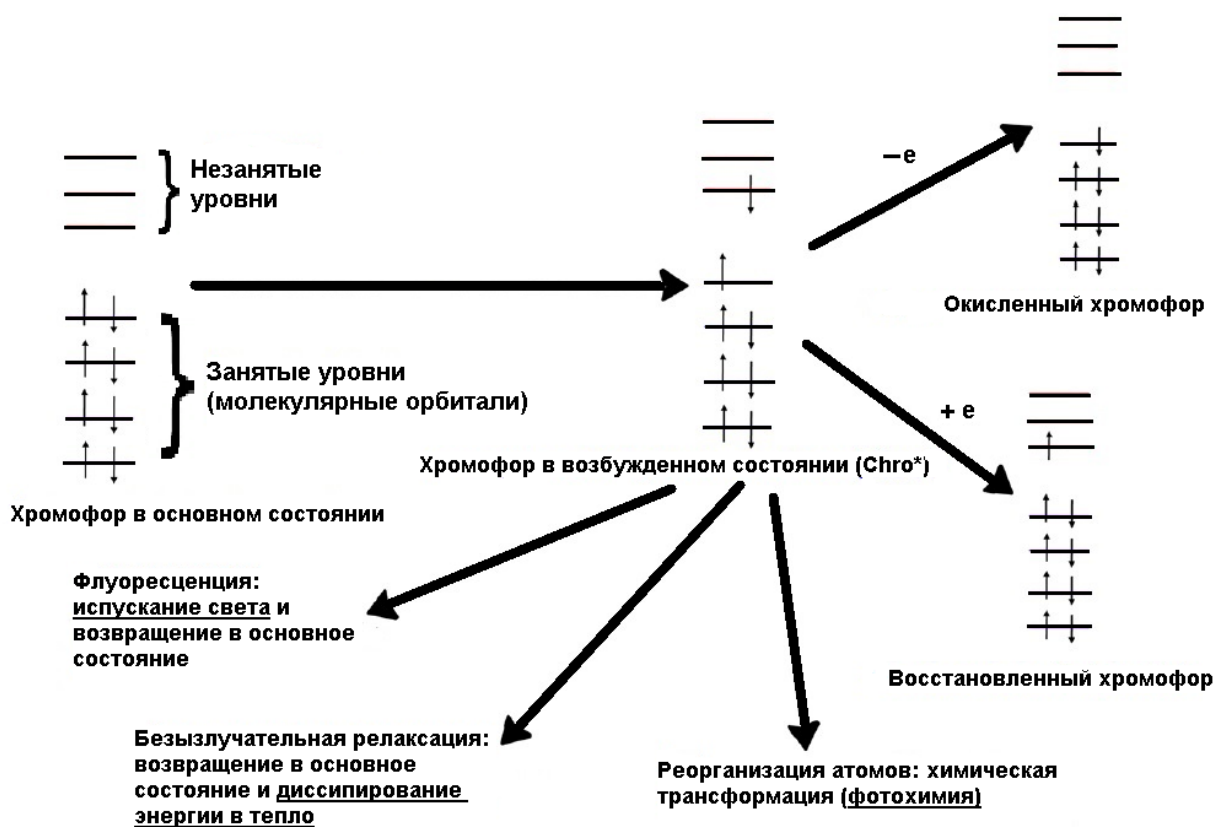 Незанятые
уровни
Занятые уровни
(молекулярные орбитали)
Хромофор в основном состоянии
Хромофор в возбужденном состоянии (Chro*)
–e
Окисленный хромофор
+ e
Восстановленный хромофор
Флуоресценция:
испускание света и
возвращение в основное
состояние
Безызлучательная релаксация:
возвращение в основное
состояние и диссипирование
энергии в тепло
Реорганизация атомов: химическая
трансформация (фотохимия)